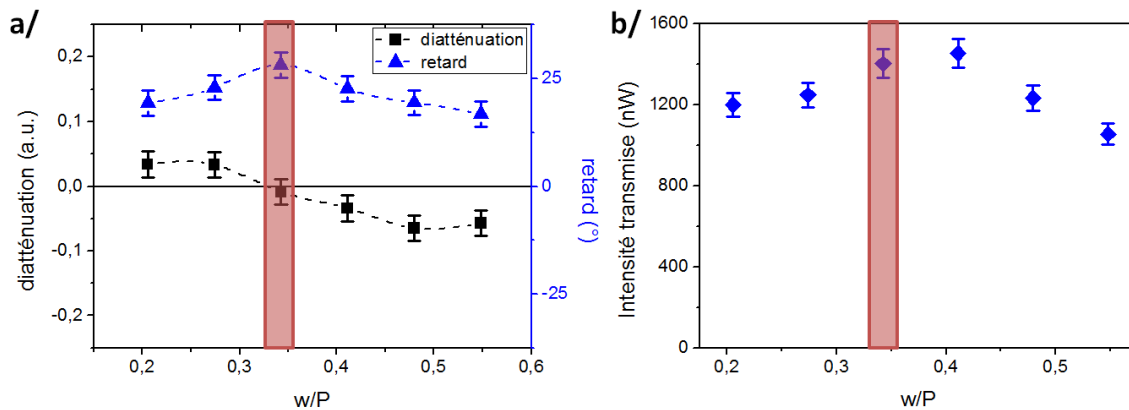 a/
diatténuation
retard
0,2
0,1
0,0
-0,1
-0,2
diatténuation (a.u.)
25
0
-25
retard (°)
0,2 0,3 0,4 0,5 0,6
w/P
b/
1600
1200
800
400
0
Intensité transmise (nW)
0,2 0,3 0,4 0,5
w/P